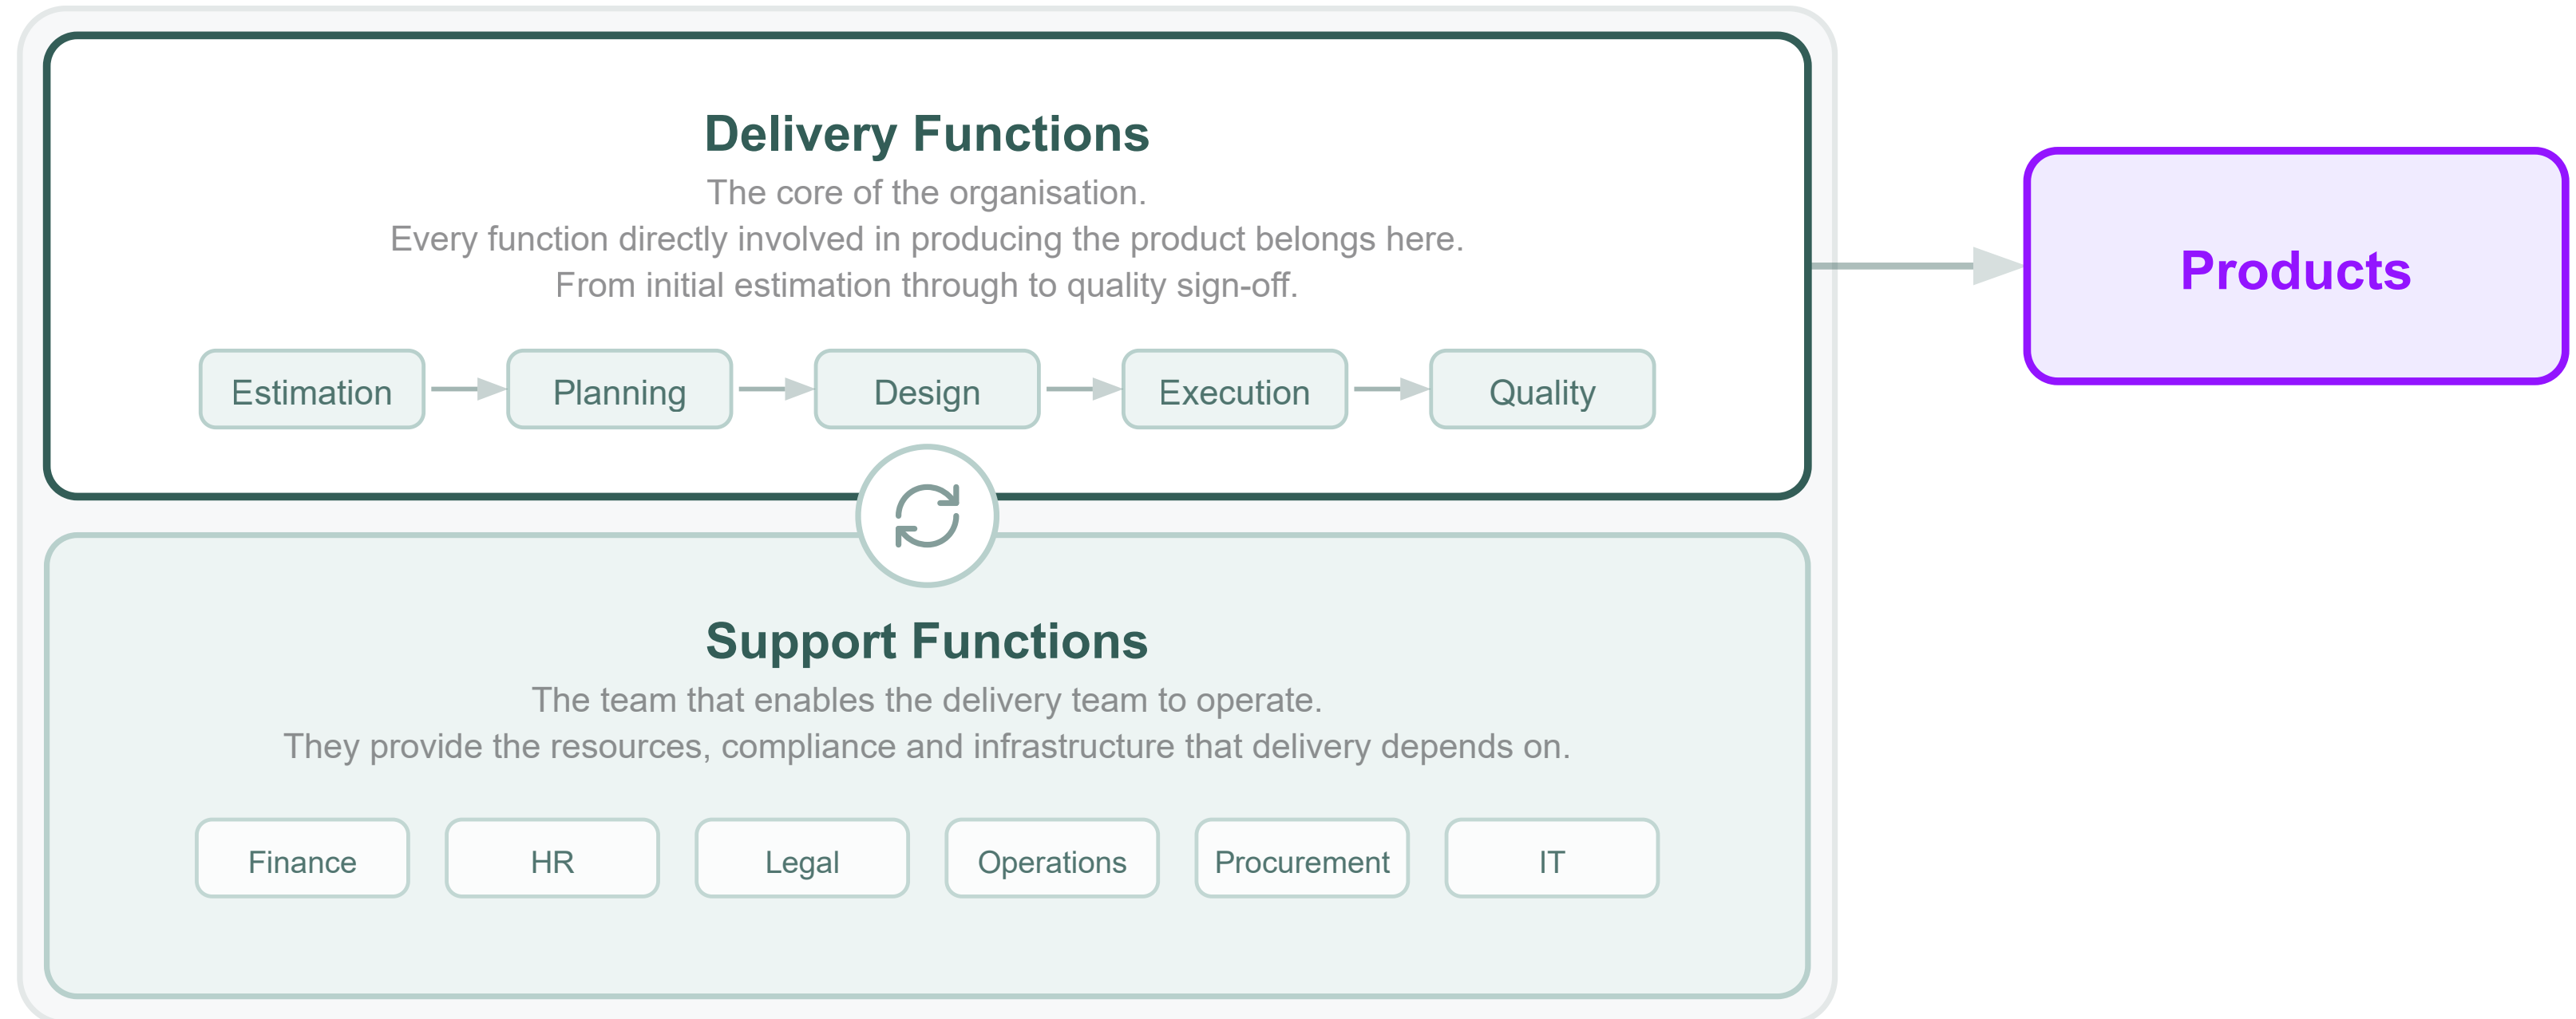 Delivery Functions
The core of the organisation.
Every function directly involved in producing the product belongs here.
From initial estimation through to quality sign-off.
Estimation
Planning
Design
Execution
Quality
Products
Support Functions
The team that enables the delivery team to operate.
They provide the resources, compliance and infrastructure that delivery depends on.
Finance
HR
Legal
Operations
Procurement
IT